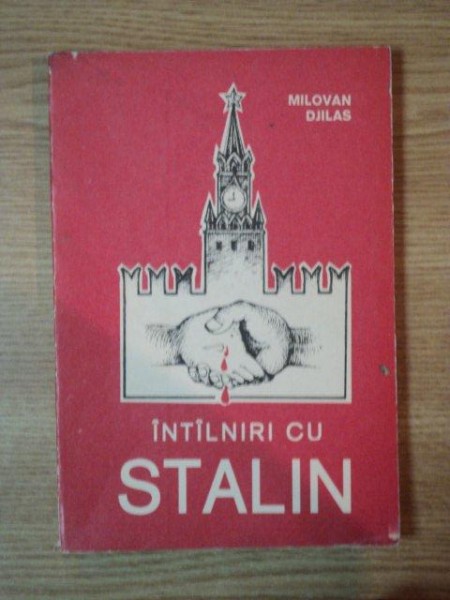 MILOVAN
DJILAS
ÎNTÎLNIRI CU
STALIN